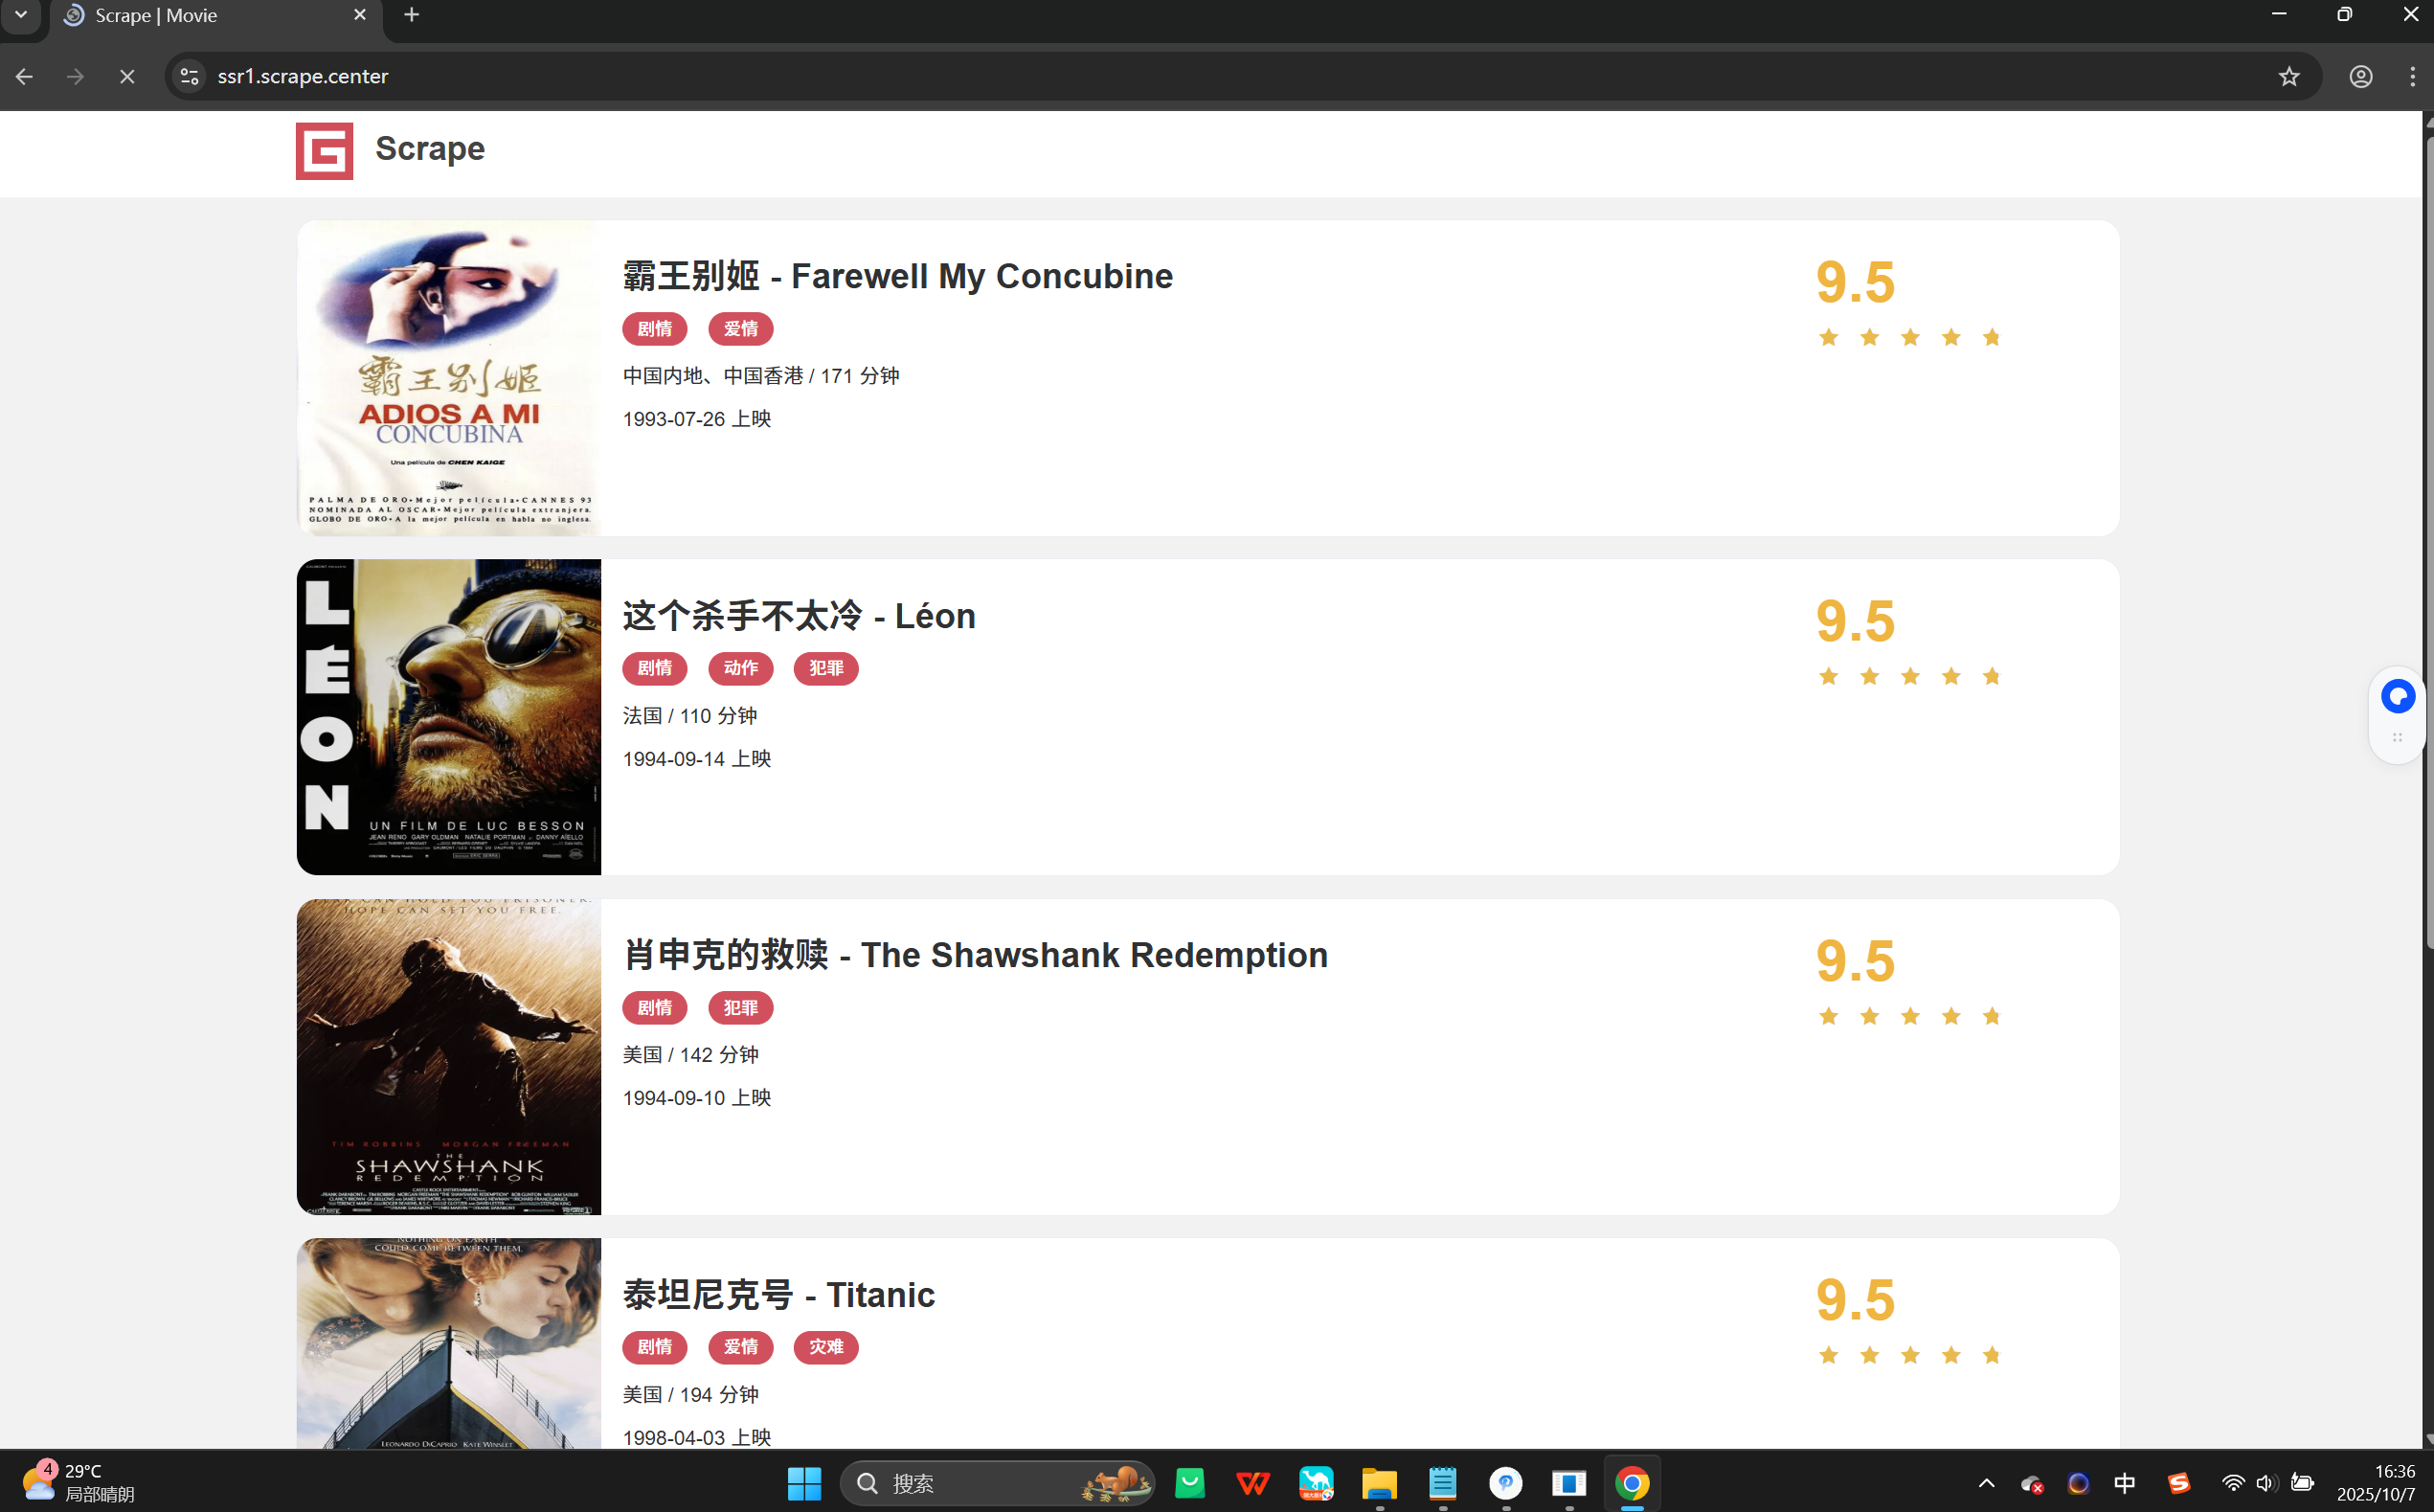 Scrape | Movie
ssr1.scrape.center
Scrape
霸王别姬 - Farewell My Concubine
9.5
剧情 爱情
中国内地、中国香港 / 171 分钟
1993-07-26 上映
霸王别姬
ADIOS A MI
CONCUBINA
Una película de CHEN KAIGE
PALMA DE ORO•Mejor película•CANNES 93
NOMINADA AL OSCAR•Mejor película extranjera.
GLOBO DE ORO•A la mejor película en habla no inglesa.
这个杀手不太冷 - Léon
9.5
剧情 动作 犯罪
法国 / 110 分钟
1994-09-14 上映
LÉON
UN FILM DE LUC BESSON
JEAN RENO GARY OLDMAN NATALIE PORTMAN DANNY AIELLO
肖申克的救赎 - The Shawshank Redemption
9.5
剧情 犯罪
美国 / 142 分钟
1994-09-10 上映
HOPE CAN SET YOU FREE.
TIM ROBBINS MORGAN FREEMAN
THE
SHAWSHANK
REDEMPTION
泰坦尼克号 - Titanic
9.5
剧情 爱情 灾难
美国 / 194 分钟
1998-04-03 上映
NOTHING ON EARTH
COULD COME BETWEEN THEM.
LEONARDO DICAPRIO KATE WINSLET
4
29°C
局部晴朗
搜索
中
16:36
2025/10/7